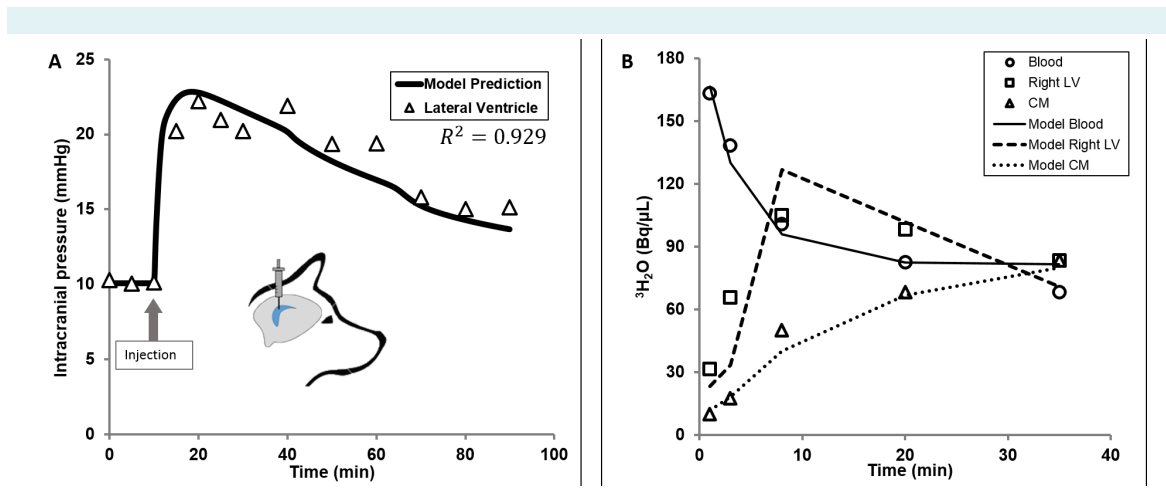 A
Intracranial pressure (mmHg)
25
20
15
10
5
0
Model Prediction
Lateral Ventricle
R² = 0.929
Injection
0 20 40 60 80 100
Time (min)
B
³H₂O (Bq/µL)
180
150
120
90
60
30
0
Blood
Right LV
CM
Model Blood
Model Right LV
Model CM
0 10 20 30 40
Time (min)